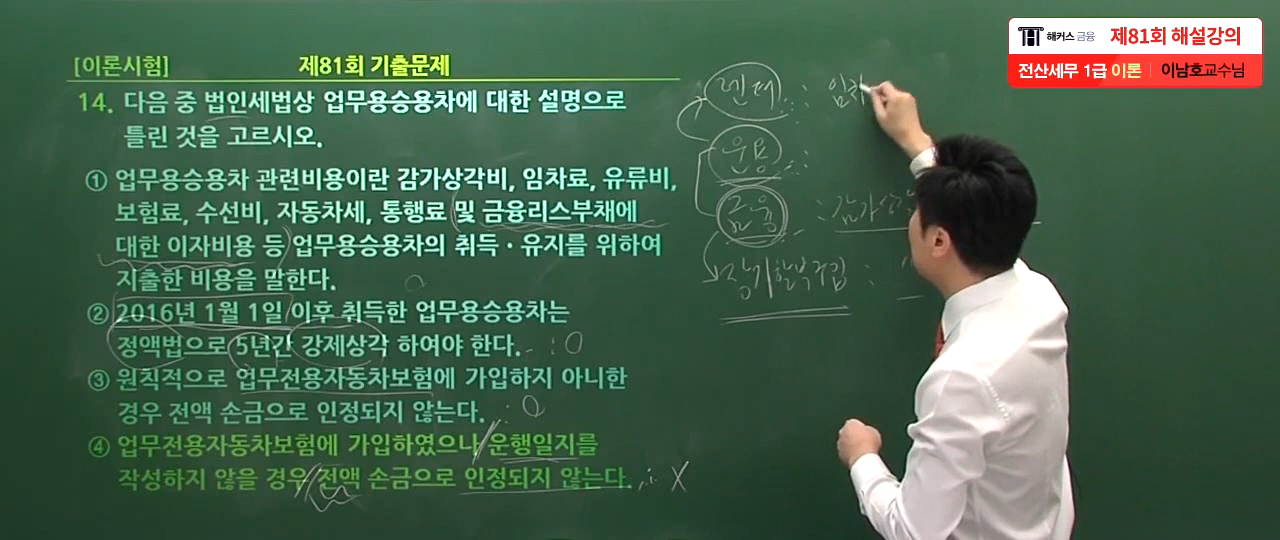 해커스 금융 제81회 해설강의
전산세무 1급 이론 | 이남호교수님
[이론시험] 제81회 기출문제
14. 다음 중 법인세법상 업무용승용차에 대한 설명으로
틀린 것을 고르시오.
① 업무용승용차 관련비용이란 감가상각비, 임차료, 유류비,
보험료, 수선비, 자동차세, 통행료 및 금융리스부채에
대한 이자비용 등 업무용승용차의 취득·유지를 위하여
지출한 비용을 말한다.
② 2016년 1월 1일 이후 취득한 업무용승용차는
정액법으로 5년간 강제상각 하여야 한다. : O
③ 원칙적으로 업무전용자동차보험에 가입하지 아니한
경우 전액 손금으로 인정되지 않는다. : O
④ 업무전용자동차보험에 가입하였으나 운행일지를
작성하지 않을 경우 전액 손금으로 인정되지 않는다. : X
렌터 : 임차
운용 :
금융 : 감가상
장기할부구입 :